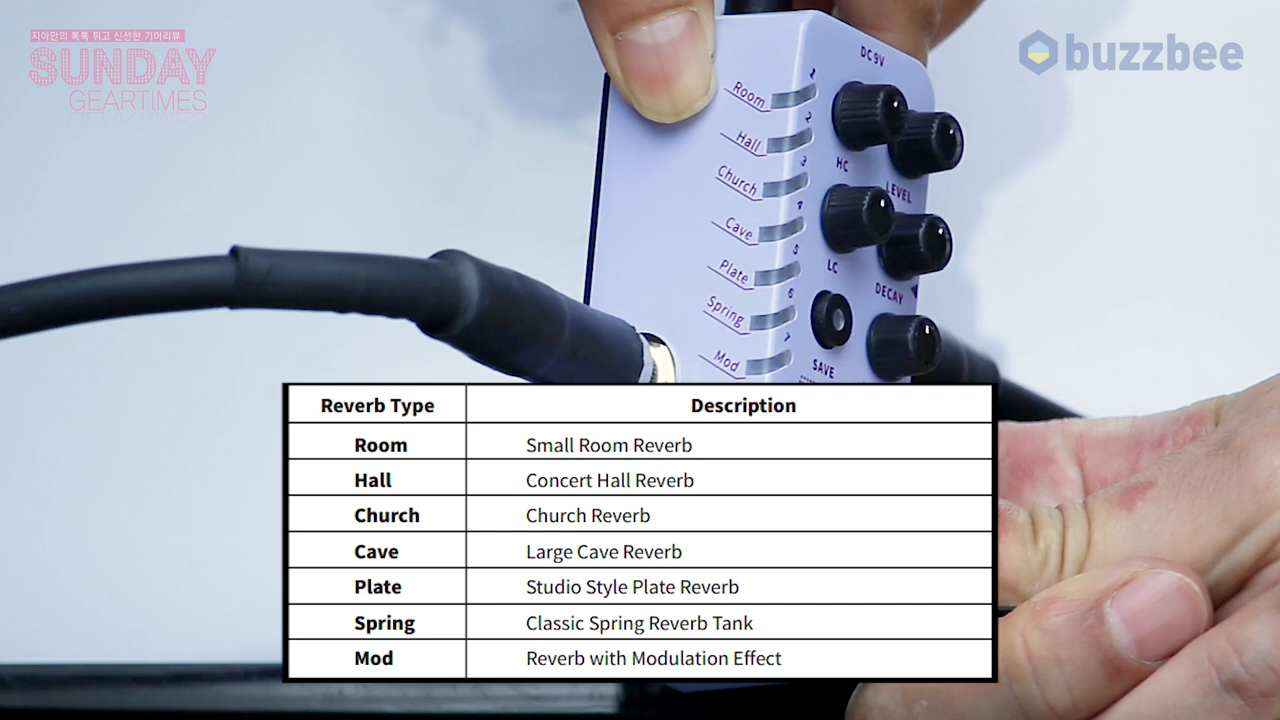 지아만의 톡톡 튀고 신선한 기어리뷰
SUNDAY
GEARTIMES
buzzbee
DC 9V
Room 1
Hall 2
Church 3
Cave 4
Plate 5
Spring 6
Mod 7
HC
LEVEL
LC
DECAY
SAVE
Reverb Type Description
Room Small Room Reverb
Hall Concert Hall Reverb
Church Church Reverb
Cave Large Cave Reverb
Plate Studio Style Plate Reverb
Spring Classic Spring Reverb Tank
Mod Reverb with Modulation Effect